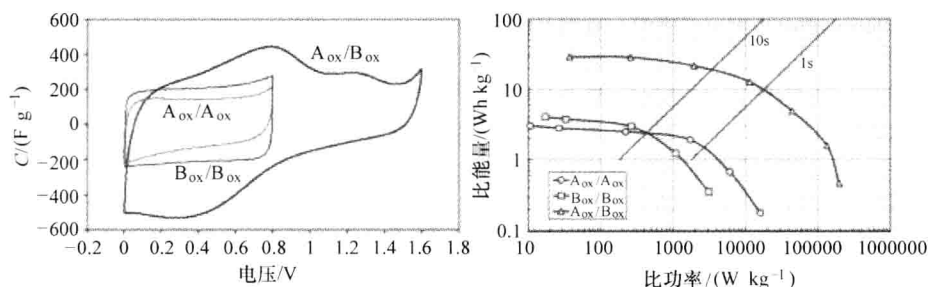 600
400
200
0
−200
−400
−600
C/(F g⁻¹)
A_ox/B_ox
A_ox/A_ox
B_ox/B_ox
−0.2 0 0.2 0.4 0.6 0.8 1 1.2 1.4 1.6 1.8
电压/V
100
10
1
0.1
比能量/(Wh kg⁻¹)
10s
1s
A_ox/A_ox
B_ox/B_ox
A_ox/B_ox
10 100 1000 10000 100000 1000000
比功率/(W kg⁻¹)